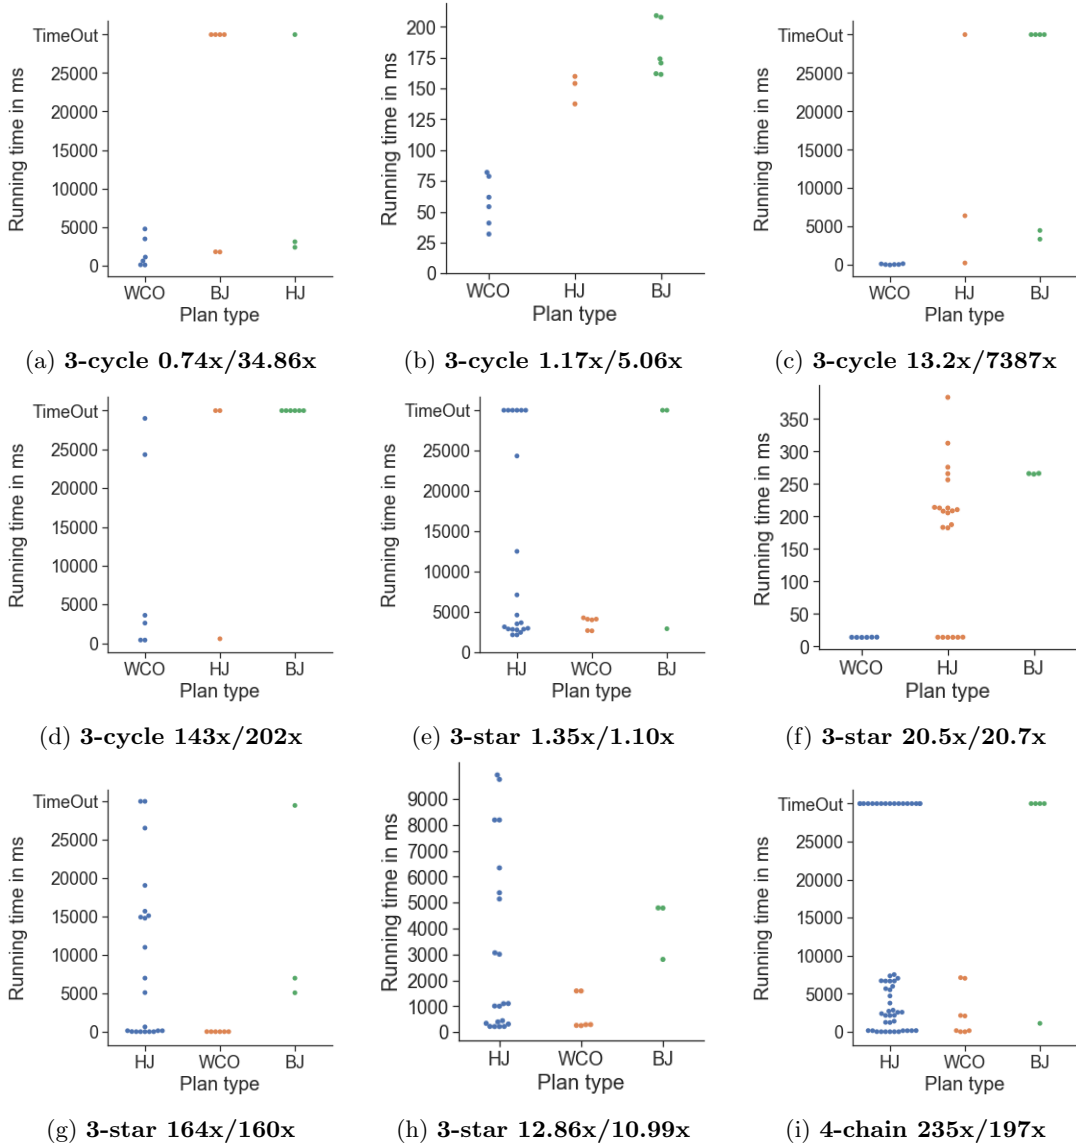 Running time in ms
TimeOut
25000
20000
15000
10000
5000
0
WCO BJ HJ
Plan type
(a) 3-cycle 0.74x/34.86x
Running time in ms
200
175
150
125
100
75
50
25
0
WCO HJ BJ
Plan type
(b) 3-cycle 1.17x/5.06x
Running time in ms
TimeOut
25000
20000
15000
10000
5000
0
WCO HJ BJ
Plan type
(c) 3-cycle 13.2x/7387x
Running time in ms
TimeOut
25000
20000
15000
10000
5000
0
WCO HJ BJ
Plan type
(d) 3-cycle 143x/202x
Running time in ms
TimeOut
25000
20000
15000
10000
5000
0
HJ WCO BJ
Plan type
(e) 3-star 1.35x/1.10x
Running time in ms
350
300
250
200
150
100
50
0
WCO HJ BJ
Plan type
(f) 3-star 20.5x/20.7x
Running time in ms
TimeOut
25000
20000
15000
10000
5000
0
HJ WCO BJ
Plan type
(g) 3-star 164x/160x
Running time in ms
9000
8000
7000
6000
5000
4000
3000
2000
1000
0
HJ WCO BJ
Plan type
(h) 3-star 12.86x/10.99x
Running time in ms
TimeOut
25000
20000
15000
10000
5000
0
HJ WCO BJ
Plan type
(i) 4-chain 235x/197x